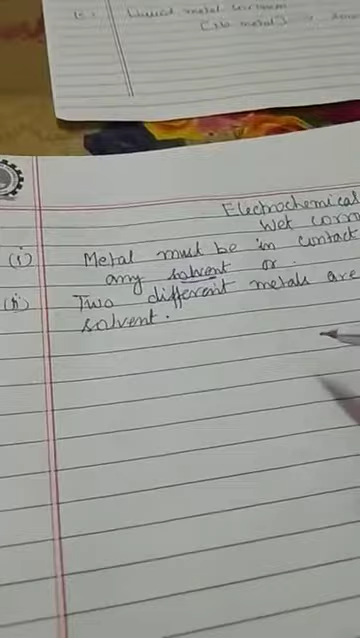 liquid metal corrosion
Electrochemical
Wet corro
(i) Metal must be in contact
any solvent or
(ii) Two different metals are
solvent.